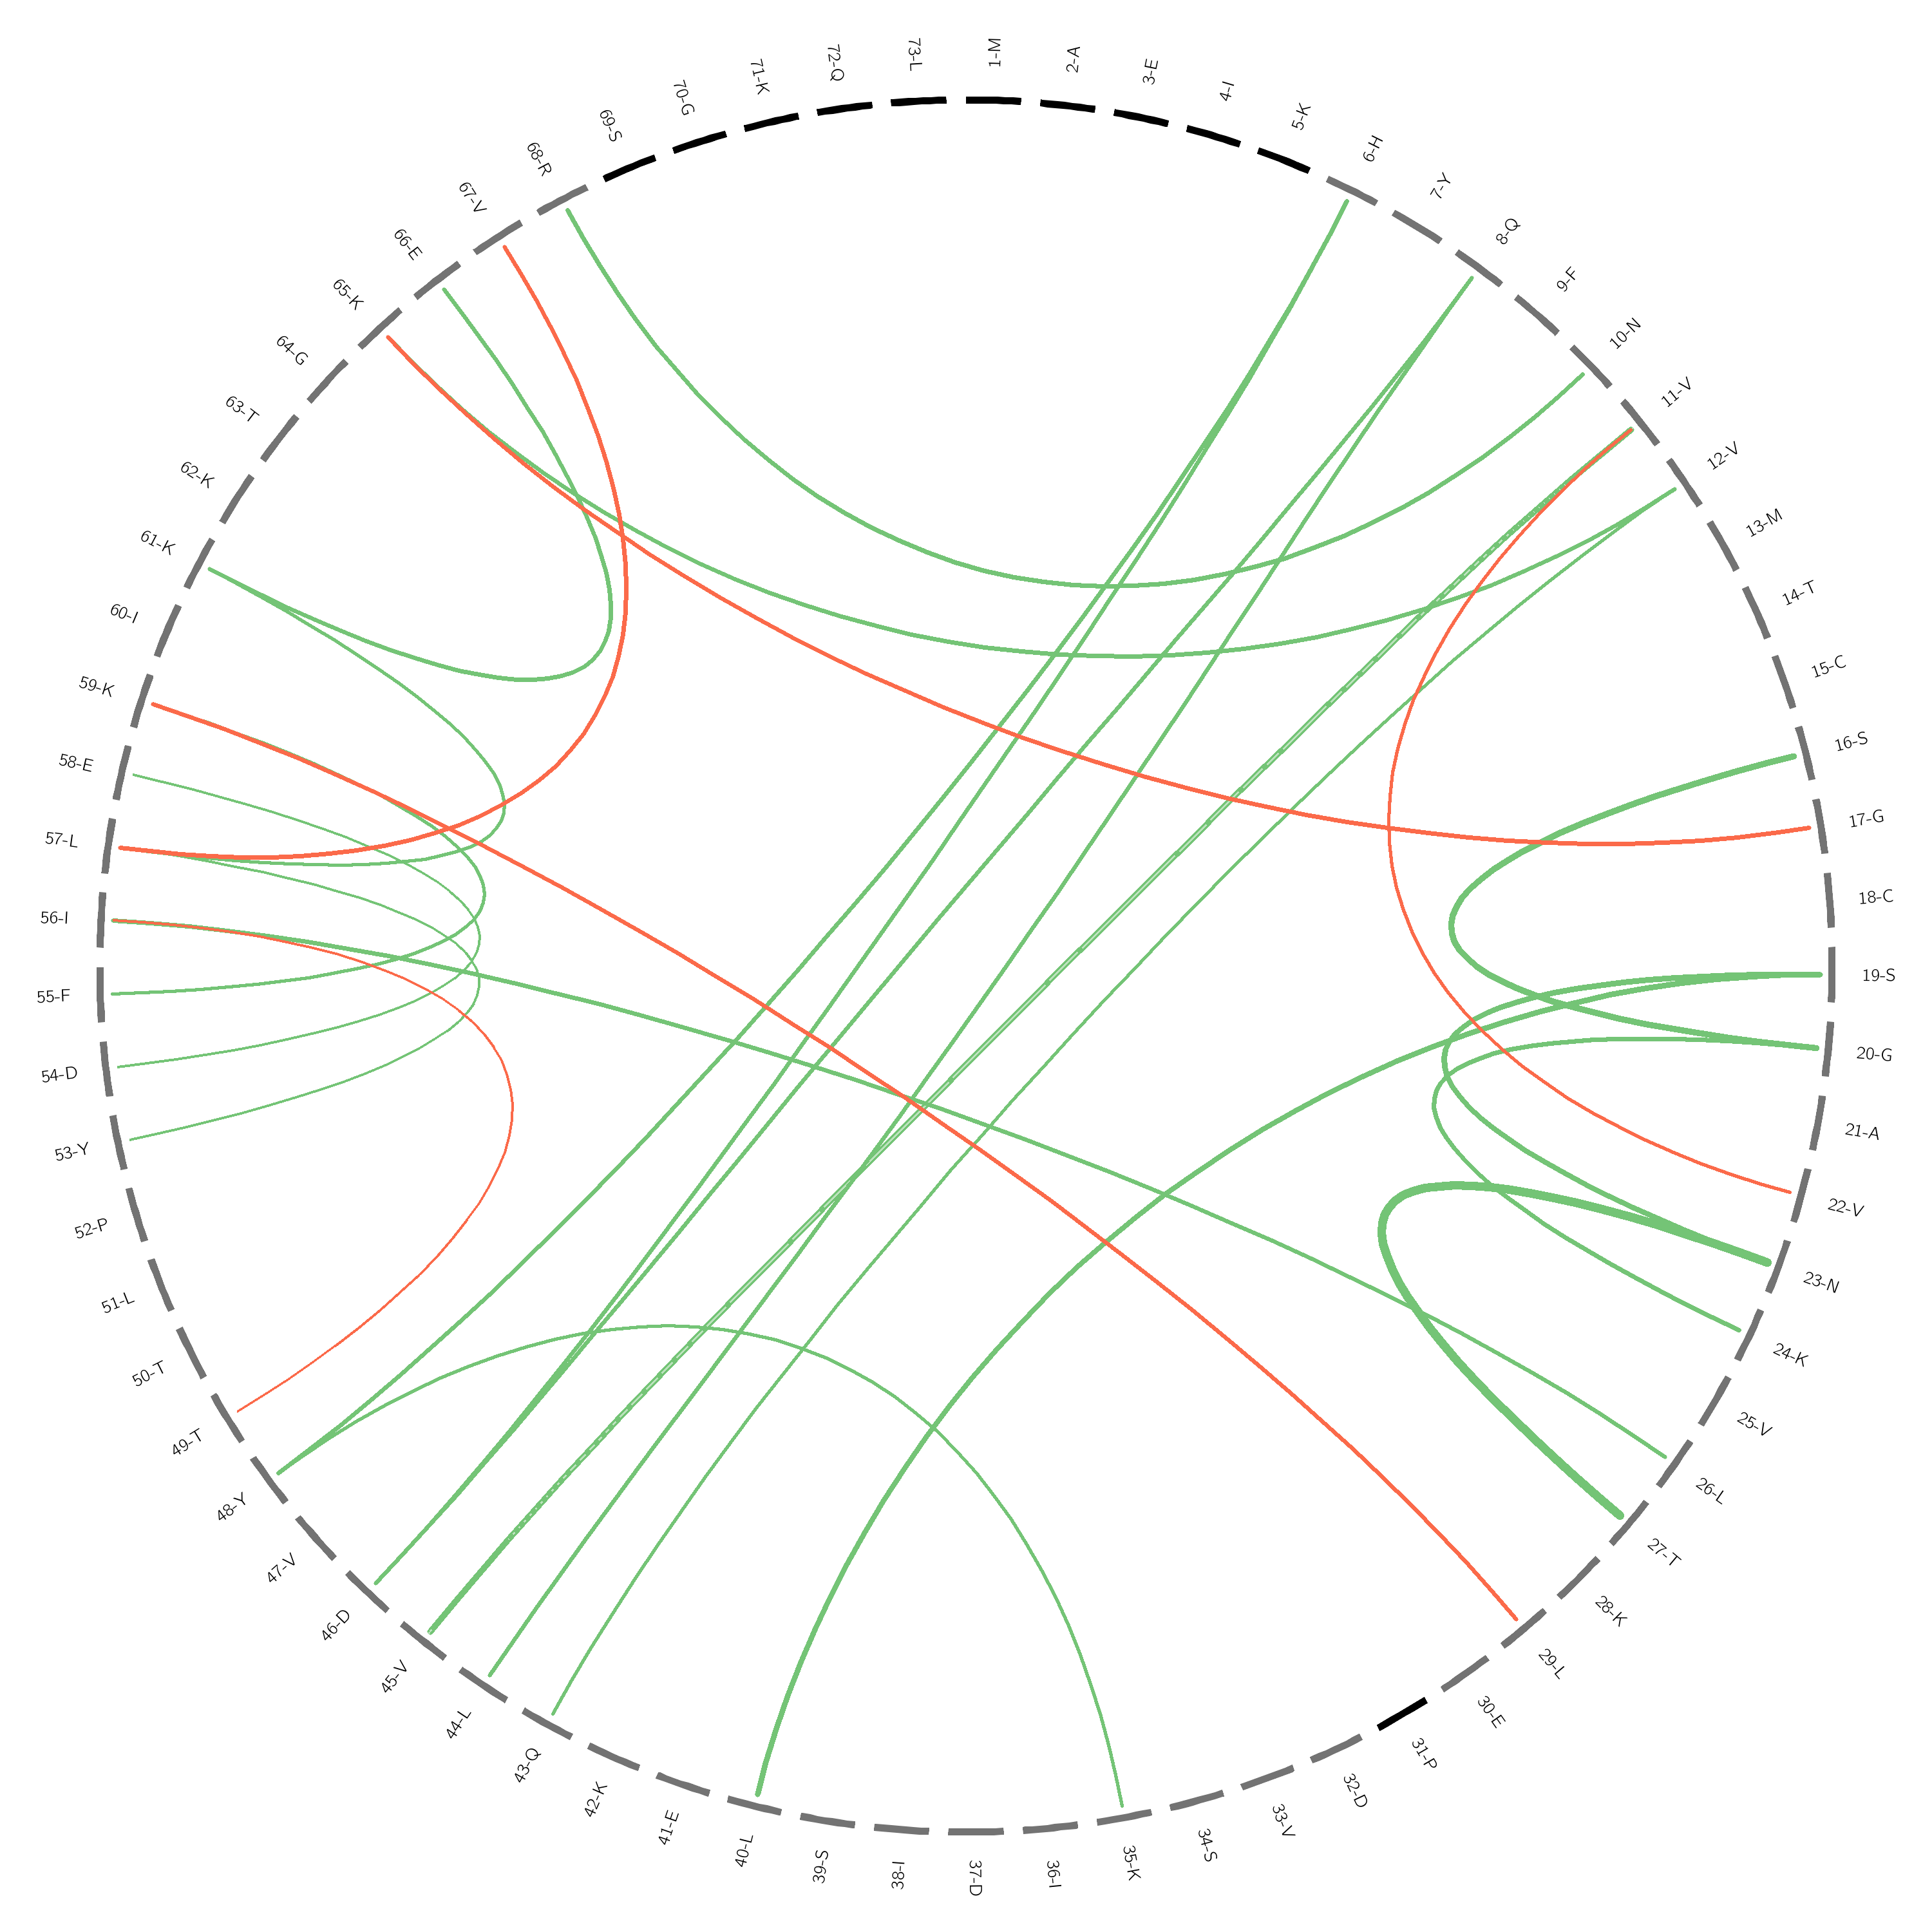 1-M
2-A
3-E
4-I
5-K
6-H
7-Y
8-Q
9-F
10-N
11-V
12-V
13-M
14-T
15-C
16-S
17-G
18-C
19-S
20-G
21-A
22-V
23-N
24-K
25-V
26-L
27-T
28-K
29-L
30-E
31-P
32-D
33-V
34-S
35-K
36-I
37-D
38-I
39-S
40-L
41-E
42-K
43-Q
44-L
45-V
46-D
47-V
48-Y
49-T
50-T
51-L
52-P
53-Y
54-D
55-F
56-I
57-L
58-E
59-K
60-I
61-K
62-K
63-T
64-G
65-K
66-E
67-V
68-R
69-S
70-G
71-K
72-Q
73-L